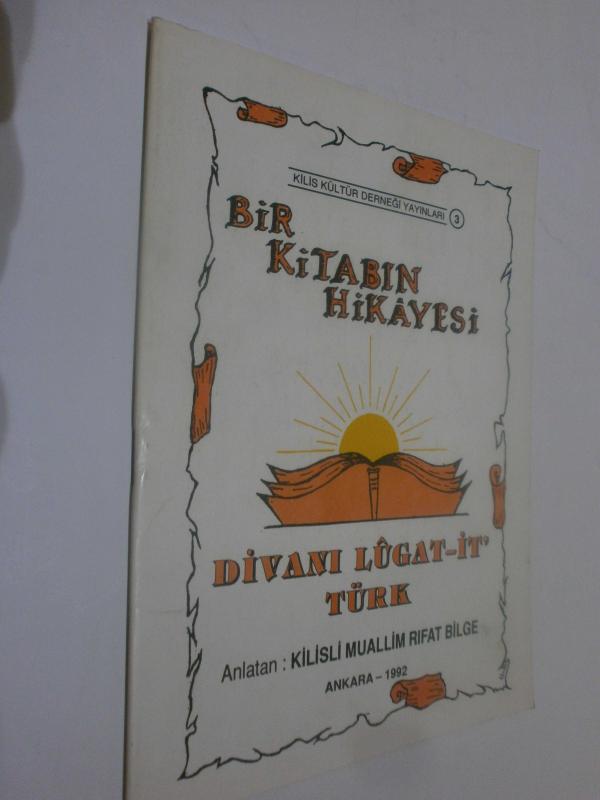 KİLİS KÜLTÜR DERNEĞİ YAYINLARI 3
BİR
KİTABIN
HİKÂYESİ
DİVANI LÛGAT-İT'
TÜRK
Anlatan : KİLİSLİ MUALLİM RIFAT BİLGE
ANKARA – 1992